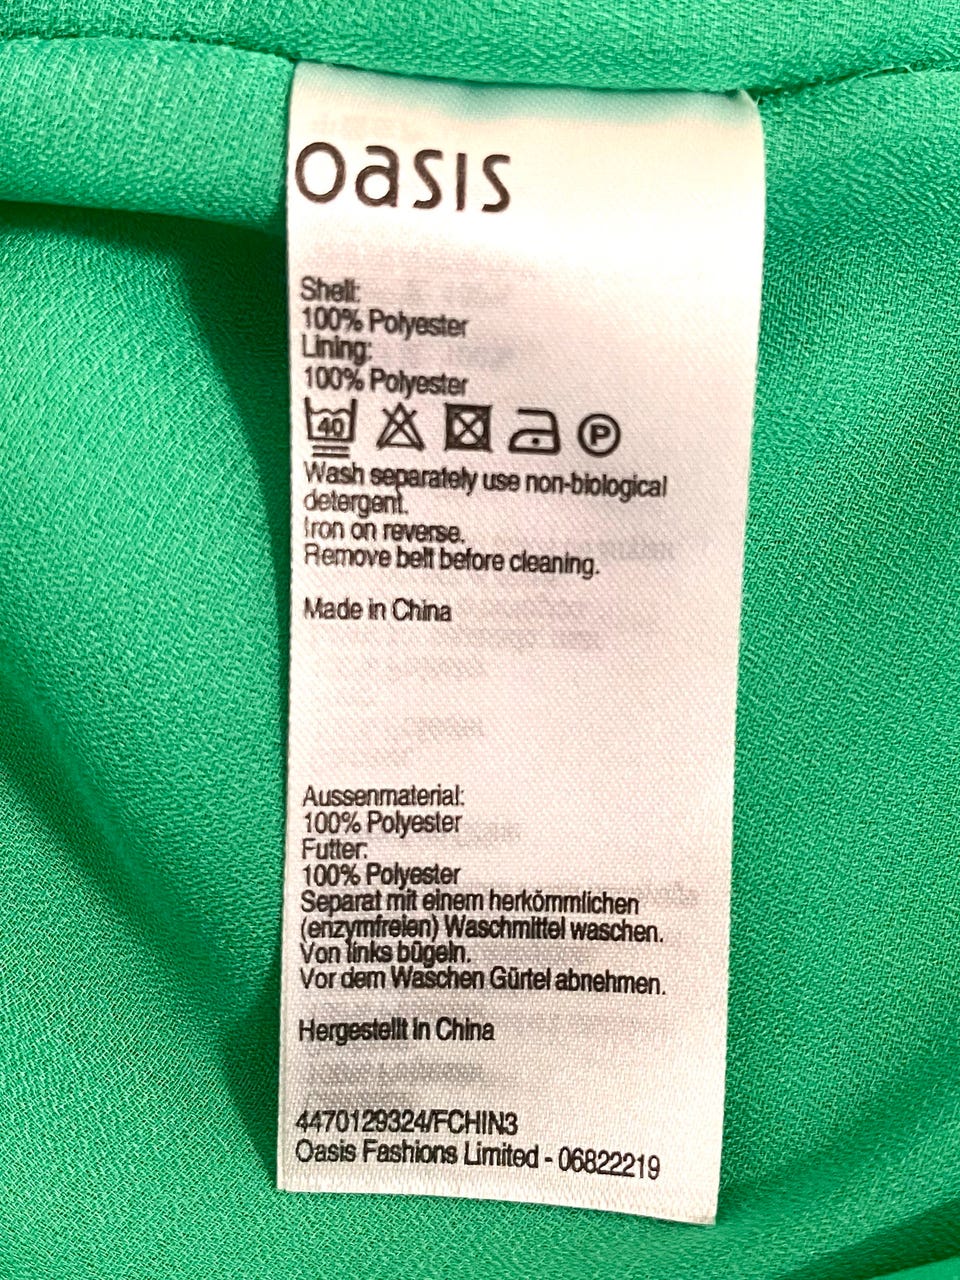 oasis
Shell:
100% Polyester
Lining:
100% Polyester
40 P
Wash separately use non-biological
detergent.
Iron on reverse.
Remove belt before cleaning.
Made in China
Aussenmaterial:
100% Polyester
Futter:
100% Polyester
Separat mit einem herkömmlichen
(enzymfreien) Waschmittel waschen.
Von links bügeln.
Vor dem Waschen Gürtel abnehmen.
Hergestellt in China
4470129324/FCHIN3
Oasis Fashions Limited - 06822219